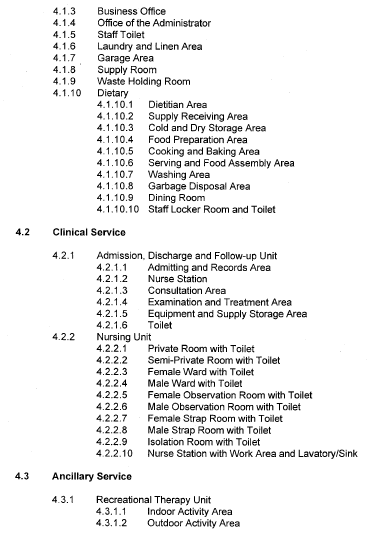 4.1.3 Business Office
4.1.4 Office of the Administrator
4.1.5 Staff Toilet
4.1.6 Laundry and Linen Area
4.1.7 Garage Area
4.1.8 Supply Room
4.1.9 Waste Holding Room
4.1.10 Dietary
4.1.10.1 Dietitian Area
4.1.10.2 Supply Receiving Area
4.1.10.3 Cold and Dry Storage Area
4.1.10.4 Food Preparation Area
4.1.10.5 Cooking and Baking Area
4.1.10.6 Serving and Food Assembly Area
4.1.10.7 Washing Area
4.1.10.8 Garbage Disposal Area
4.1.10.9 Dining Room
4.1.10.10 Staff Locker Room and Toilet
4.2 Clinical Service
4.2.1 Admission, Discharge and Follow-up Unit
4.2.1.1 Admitting and Records Area
4.2.1.2 Nurse Station
4.2.1.3 Consultation Area
4.2.1.4 Examination and Treatment Area
4.2.1.5 Equipment and Supply Storage Area
4.2.1.6 Toilet
4.2.2 Nursing Unit
4.2.2.1 Private Room with Toilet
4.2.2.2 Semi-Private Room with Toilet
4.2.2.3 Female Ward with Toilet
4.2.2.4 Male Ward with Toilet
4.2.2.5 Female Observation Room with Toilet
4.2.2.6 Male Observation Room with Toilet
4.2.2.7 Female Strap Room with Toilet
4.2.2.8 Male Strap Room with Toilet
4.2.2.9 Isolation Room with Toilet
4.2.2.10 Nurse Station with Work Area and Lavatory/Sink
4.3 Ancillary Service
4.3.1 Recreational Therapy Unit
4.3.1.1 Indoor Activity Area
4.3.1.2 Outdoor Activity Area